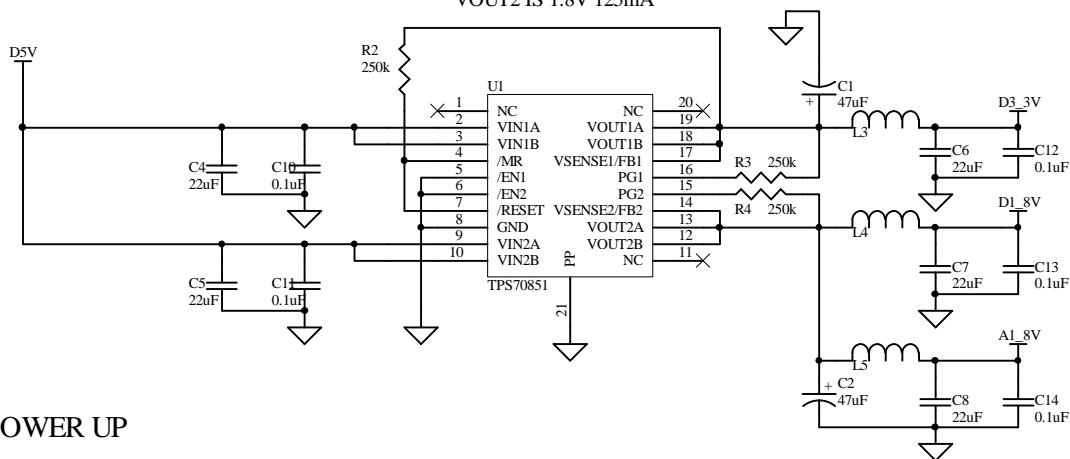 VOUT2 IS 1.8V 125mA
D5V
R2
250k
U1
TPS70851
1 NC
2 VIN1A
3 VIN1B
4 /MR
5 /EN1
6 /EN2
7 /RESET
8 GND
9 VIN2A
10 VIN2B
NC 20
VOUT1A 19
VOUT1B 18
VSENSE1/FB1 17
PG1 16
PG2 15
VSENSE2/FB2 14
VOUT2A 13
VOUT2B 12
NC 11
PP
21
C4
22uF
C10
0.1uF
C5
22uF
C11
0.1uF
R3 250k
R4 250k
C1
47uF
+
L3
D3_3V
C6
22uF
C12
0.1uF
L4
D1_8V
C7
22uF
C13
0.1uF
L5
A1_8V
+ C2
47uF
C8
22uF
C14
0.1uF
OWER UP